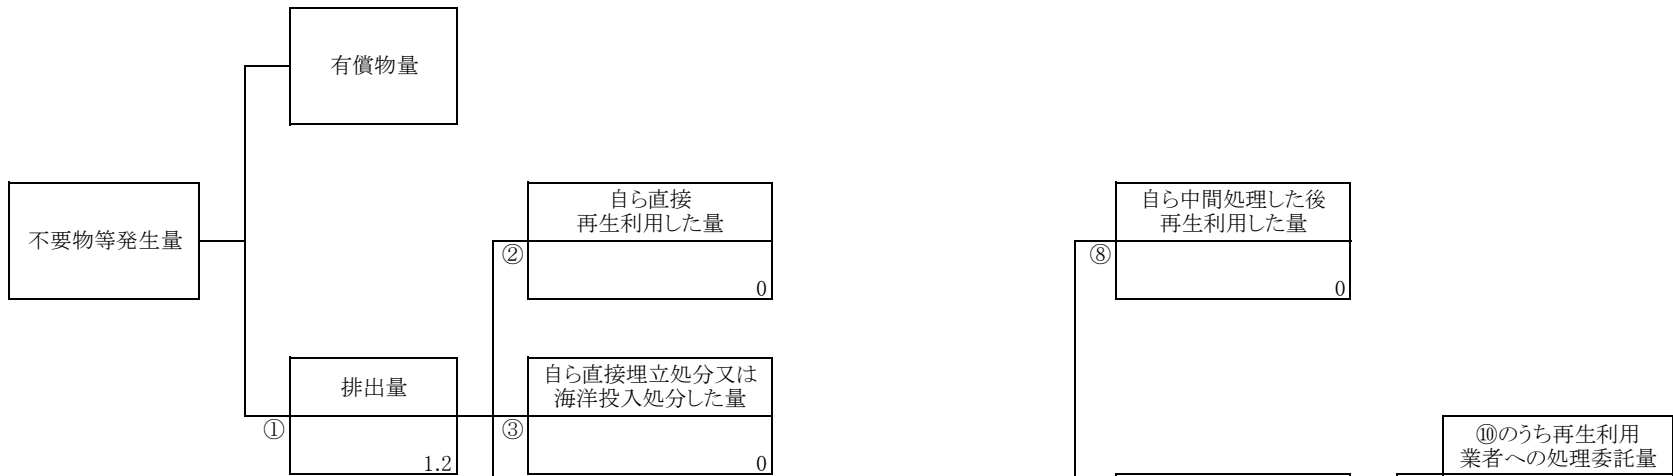 有償物量
不要物等発生量
自ら直接
再生利用した量
②
0
自ら中間処理した後
再生利用した量
⑧
0
排出量
①
1.2
自ら直接埋立処分又は
海洋投入処分した量
③
0
⑩のうち再生利用
業者への処理委託量